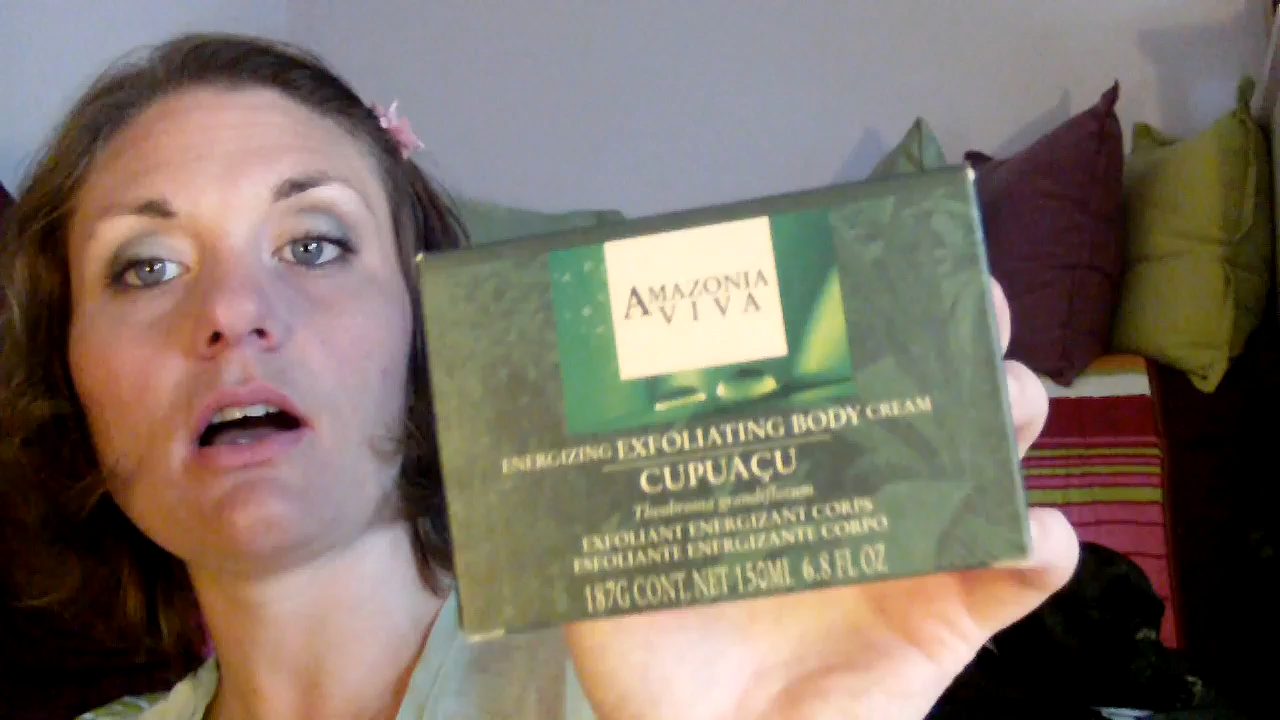 AMAZONIA
VIVA
ENERGIZING EXFOLIATING BODY CREAM
CUPUAÇU
Theobroma grandiflorum
EXFOLIANT ENERGIZANT CORPS
ESFOLIANTE ENERGIZANTE CORPO
187G CONT. NET 150ML 6.8 FL OZ